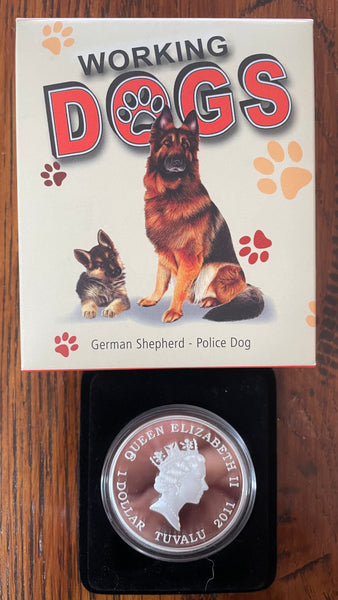 WORKING
DOGS
German Shepherd - Police Dog
QUEEN ELIZABETH II
1 DOLLAR TUVALU 2011